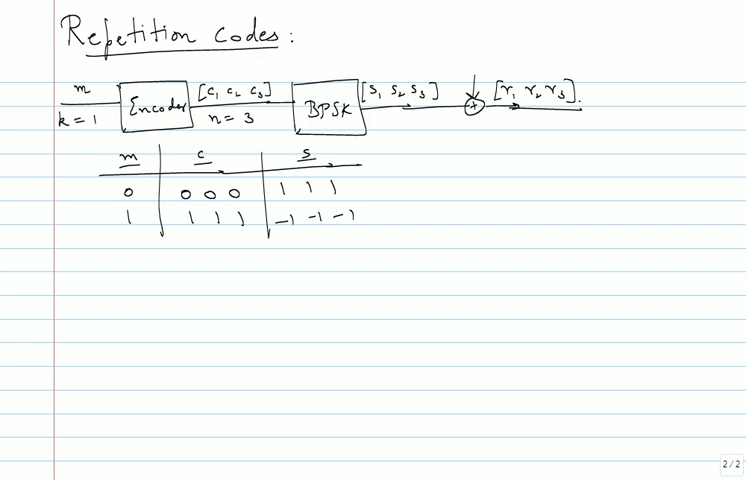 Repetition codes:
m [c₁ c₂ c₃] [s₁ s₂ s₃] [r₁ r₂ r₃].
Encoder BPSK +
k = 1 n = 3
m c s
0 0 0 0 1 1 1
1 1 1 1 -1 -1 -1
2/2